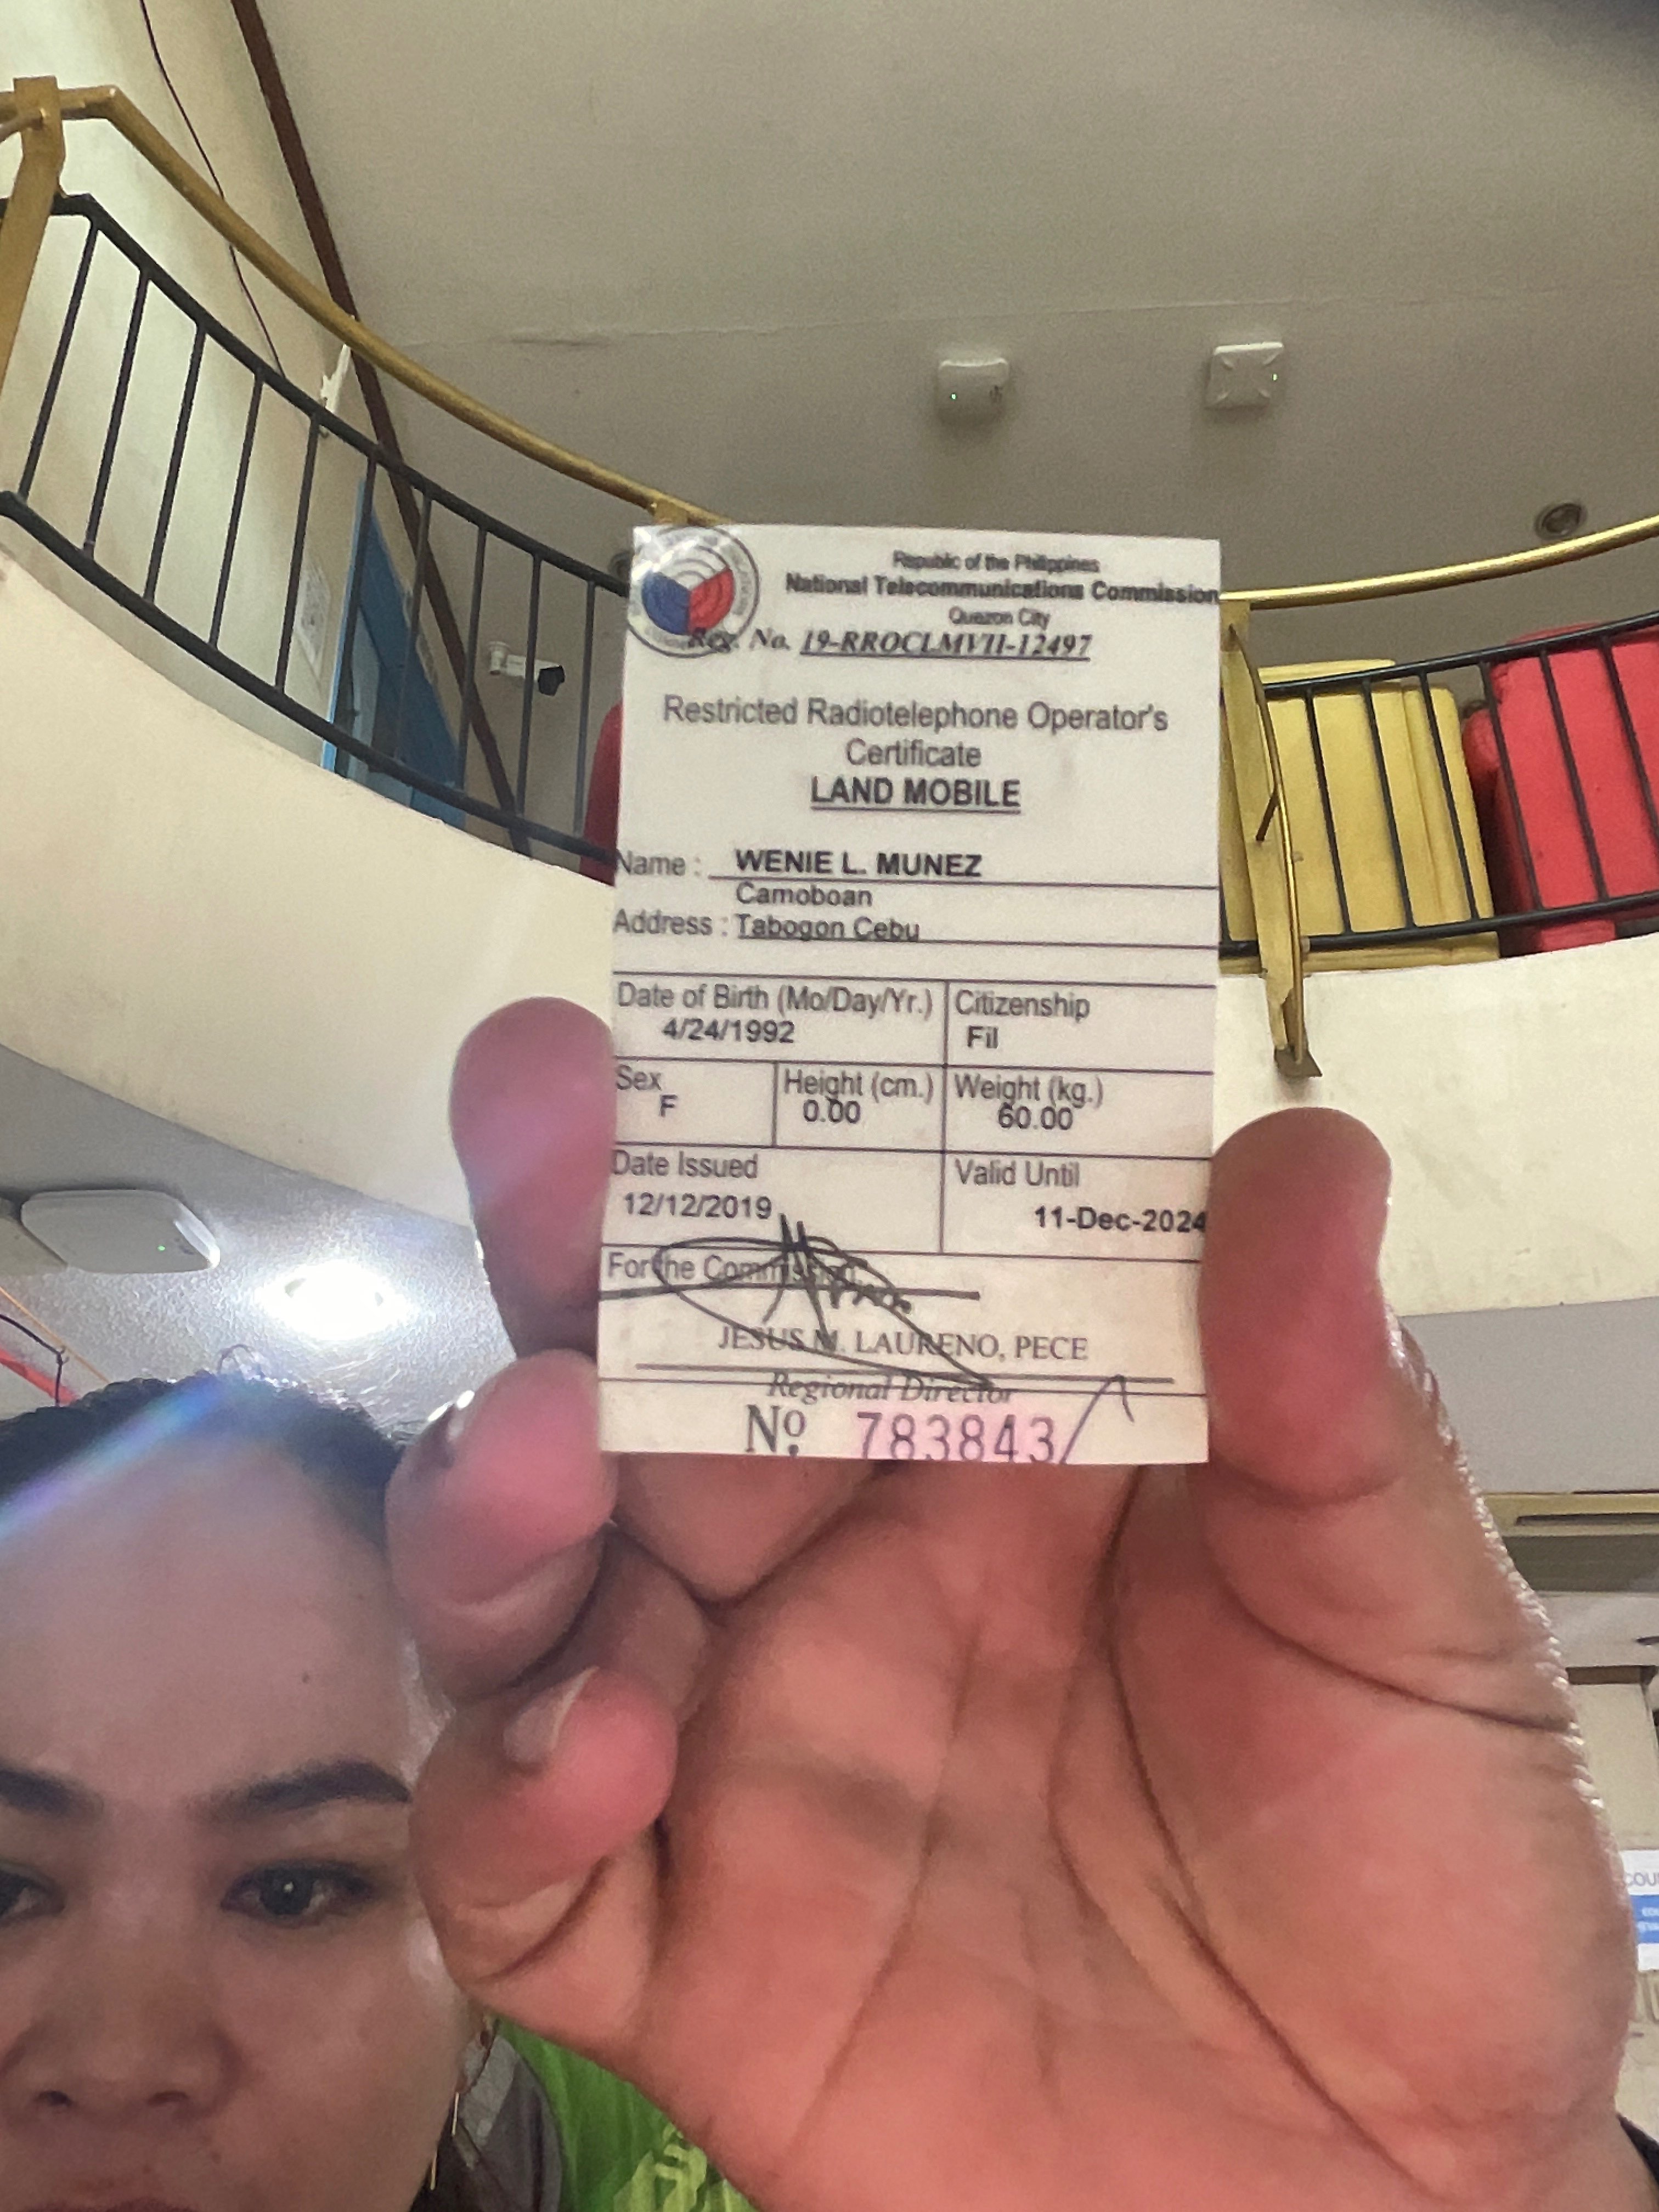 Republic of the Philippines
National Telecommunications Commission
Quezon City
Reg. No. 19-RROCLMVII-12497
Restricted Radiotelephone Operator's
Certificate
LAND MOBILE
Name : WENIE L. MUNEZ
Camoboan
Address : Tabogon Cebu
Date of Birth (Mo/Day/Yr.) Citizenship
4/24/1992 Fil
Sex Height (cm.) Weight (kg.)
F 0.00 60.00
Date Issued Valid Until
12/12/2019 11-Dec-2024
For the Commission
JESUS M. LAURENO, PECE
Regional Director
Nº. 783843